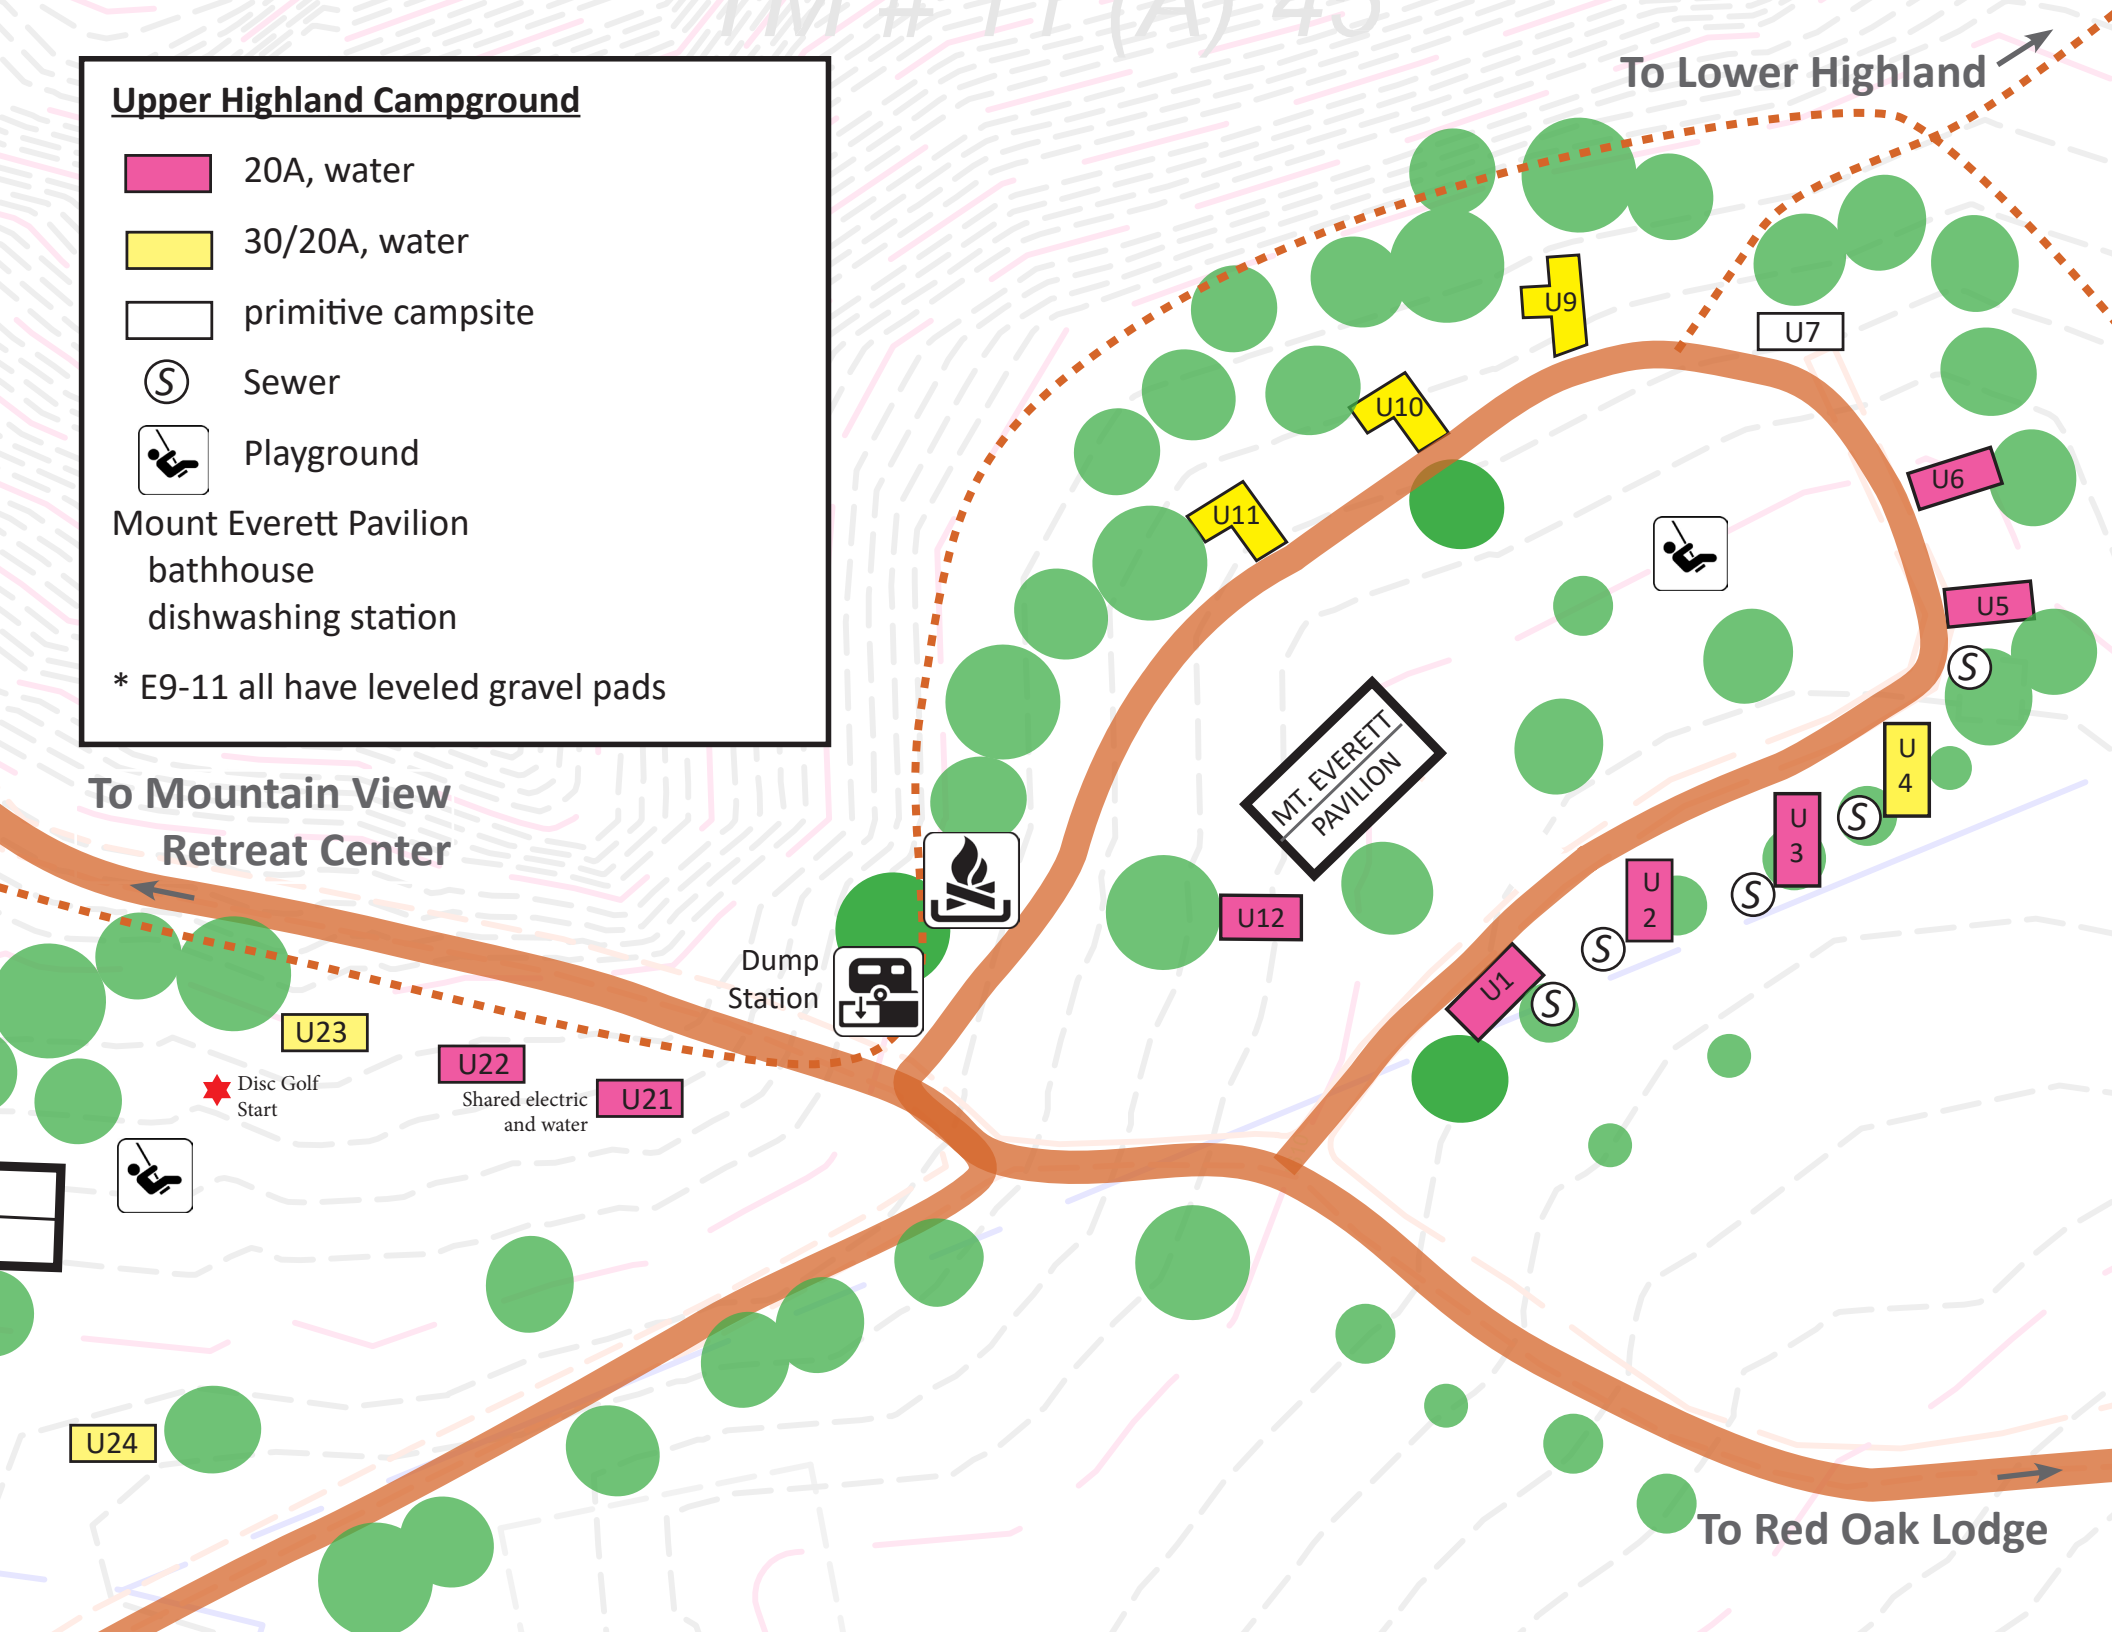 TM # 11 (A) 45
To Lower Highland
Upper Highland Campground
20A, water
30/20A, water
primitive campsite
S Sewer
Playground
Mount Everett Pavilion
bathhouse
dishwashing station
* E9-11 all have leveled gravel pads
U9
U7
U10
U6
U11
U5
S
MT. EVERETT
PAVILION
U
4
To Mountain View
Retreat Center
U
3
S
U
2
S
U12
S
U1
S
Dump
Station
U23
U22
U21
Disc Golf
Start
Shared electric
and water
U24
To Red Oak Lodge